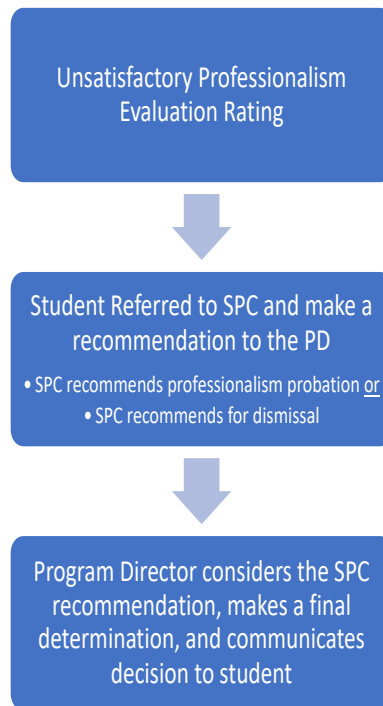 Unsatisfactory Professionalism
Evaluation Rating
Student Referred to SPC and make a
recommendation to the PD
• SPC recommends professionalism probation or
• SPC recommends for dismissal
Program Director considers the SPC
recommendation, makes a final
determination, and communicates
decision to student